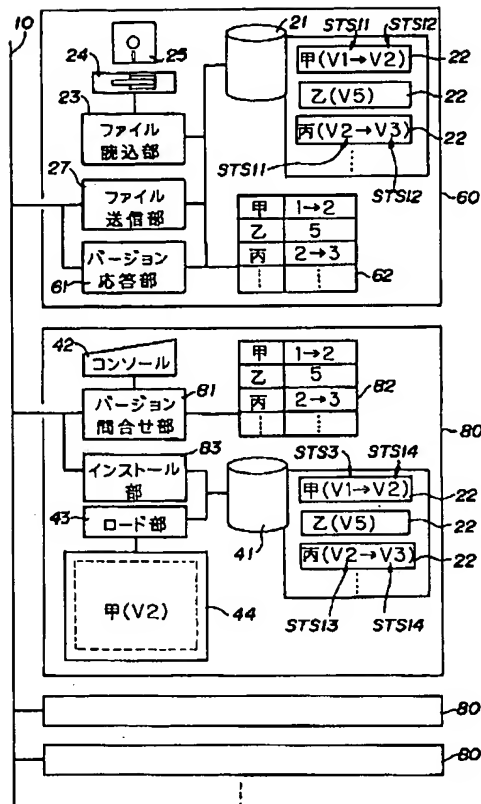 10
24
25
23
ファイル
読込部
27
ファイル
送信部
バージョン
応答部
61
21
STS11 STS12
甲(V1→V2) 22
乙(V5) 22
丙(V2→V3) 22
STS11 STS12
60
甲 1→2
乙 5
丙 2→3
62
42
コンソール
81
バージョン
問合せ部
83
インストール
部
43
ロード部
甲(V2)
44
甲 1→2
乙 5
丙 2→3
82
80
41
STS3 STS14
甲(V1→V2) 22
乙(V5) 22
丙(V2→V3) 22
STS13 STS14
80
80